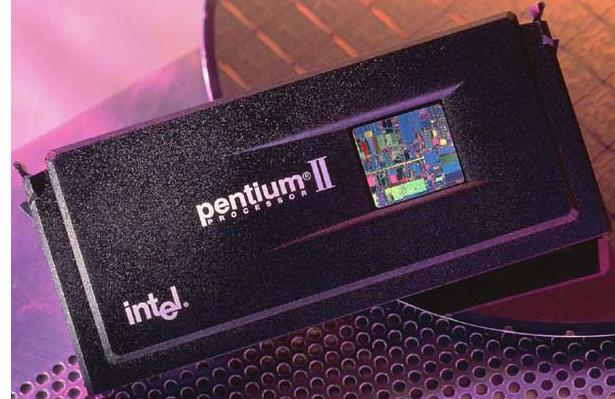 pentium® II
PROCESSOR
intel.